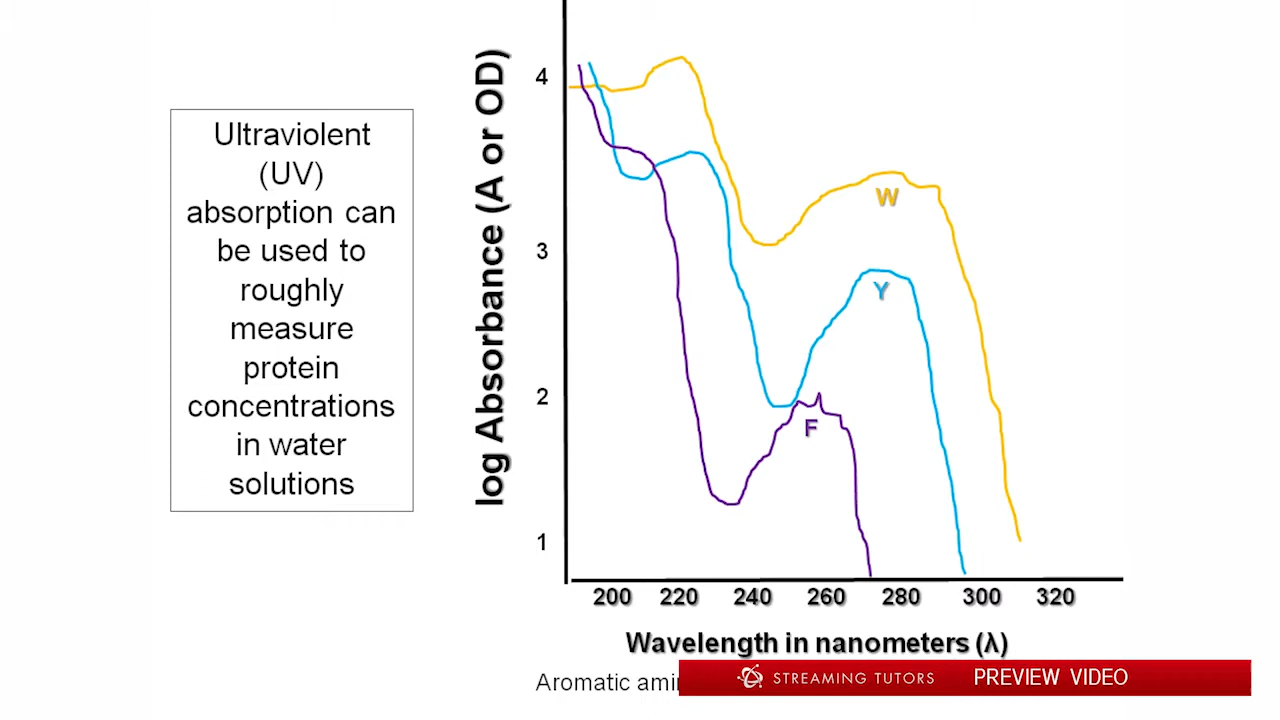 Ultraviolent
(UV)
absorption can
be used to
roughly
measure
protein
concentrations
in water
solutions
log Absorbance (A or OD)
4
3
2
1
W
Y
F
200 220 240 260 280 300 320
Wavelength in nanometers (λ)
Aromatic
STREAMING TUTORS PREVIEW VIDEO